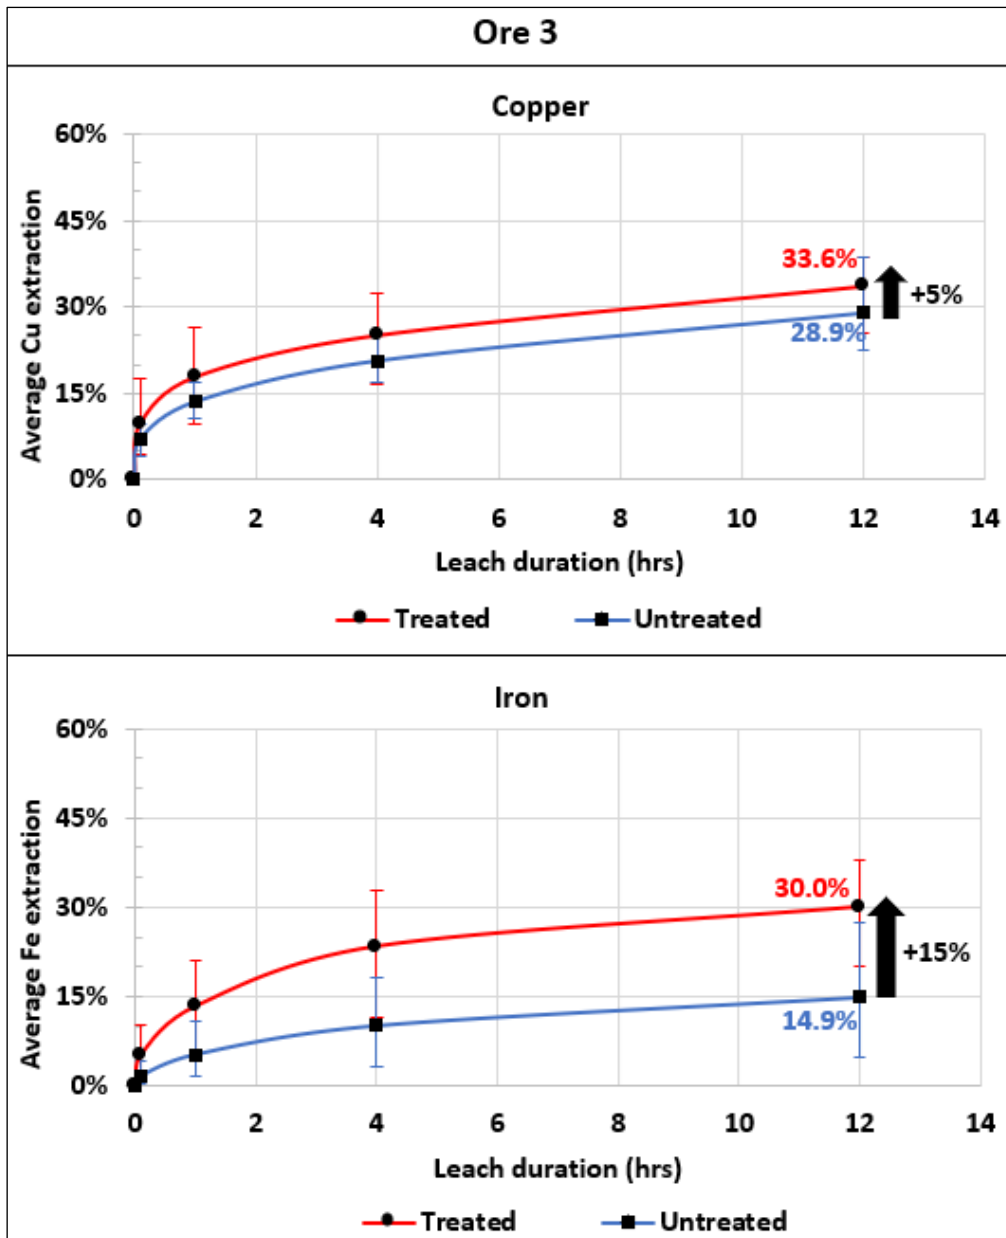 Ore 3
Copper
Average Cu extraction
60%
45%
30%
15%
0%
33.6%
+5%
28.9%
0 2 4 6 8 10 12 14
Leach duration (hrs)
Treated Untreated
Iron
Average Fe extraction
60%
45%
30%
15%
0%
30.0%
+15%
14.9%
0 2 4 6 8 10 12 14
Leach duration (hrs)
Treated Untreated